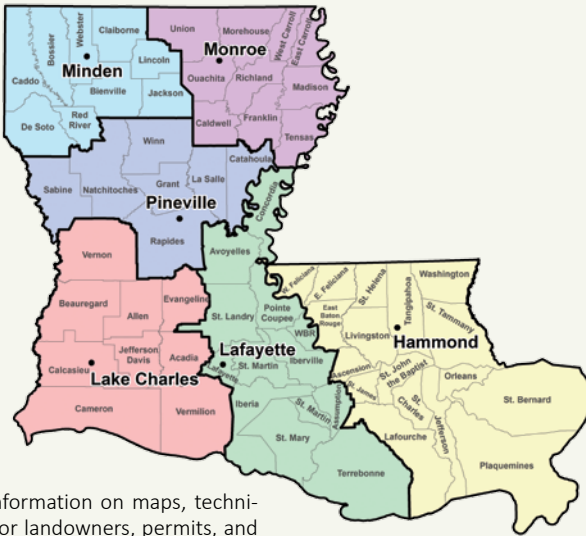 Union
Morehouse
West Carroll
East Carroll
Claiborne
Webster
Bossier
Monroe
Lincoln
Minden
Ouachita
Richland
Caddo
Madison
Bienville
Jackson
Caldwell
Franklin
De Soto
Red
River
Tensas
Winn
Catahoula
Sabine
Natchitoches
Grant
La Salle
Concordia
Pineville
Rapides
Vernon
Avoyelles
W. Feliciana
E. Feliciana
St. Helena
Tangipahoa
Washington
Beauregard
Allen
Evangeline
St. Landry
Pointe
Coupee
East
Baton
Rouge
St. Tammany
Livingston
WBR
Hammond
Jefferson
Davis
Acadia
Lafayette
Iberville
Calcasieu
Lake Charles
Lafayette
St. Martin
Ascension
St. John
the Baptist
Orleans
St. James
St.
Charles
St. Bernard
Cameron
Vermilion
Iberia
St. Martin
Assumption
Jefferson
Lafourche
St. Mary
Plaquemines
Terrebonne
nformation on maps, techni-
or landowners, permits, and